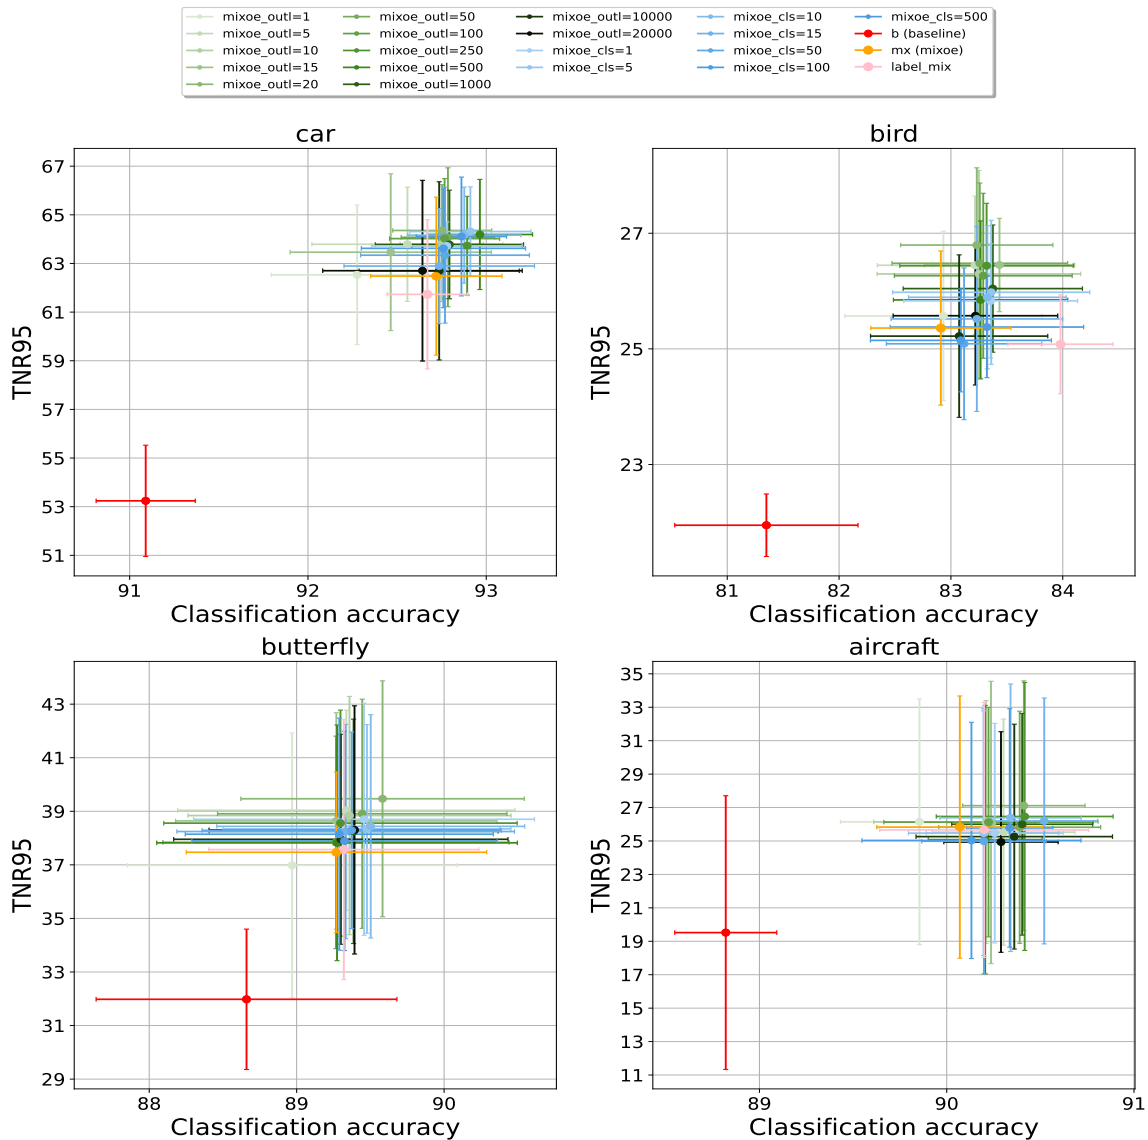 mixoe_outl=1
mixoe_outl=5
mixoe_outl=10
mixoe_outl=15
mixoe_outl=20
mixoe_outl=50
mixoe_outl=100
mixoe_outl=250
mixoe_outl=500
mixoe_outl=1000
mixoe_outl=10000
mixoe_outl=20000
mixoe_cls=1
mixoe_cls=5
mixoe_cls=10
mixoe_cls=15
mixoe_cls=50
mixoe_cls=100
mixoe_cls=500
b (baseline)
mx (mixoe)
label_mix
car
TNR95
67
65
63
61
59
57
55
53
51
91 92 93
Classification accuracy
bird
TNR95
27
25
23
81 82 83 84
Classification accuracy
butterfly
TNR95
43
41
39
37
35
33
31
29
88 89 90
Classification accuracy
aircraft
TNR95
35
33
31
29
27
25
23
21
19
17
15
13
11
89 90 91
Classification accuracy